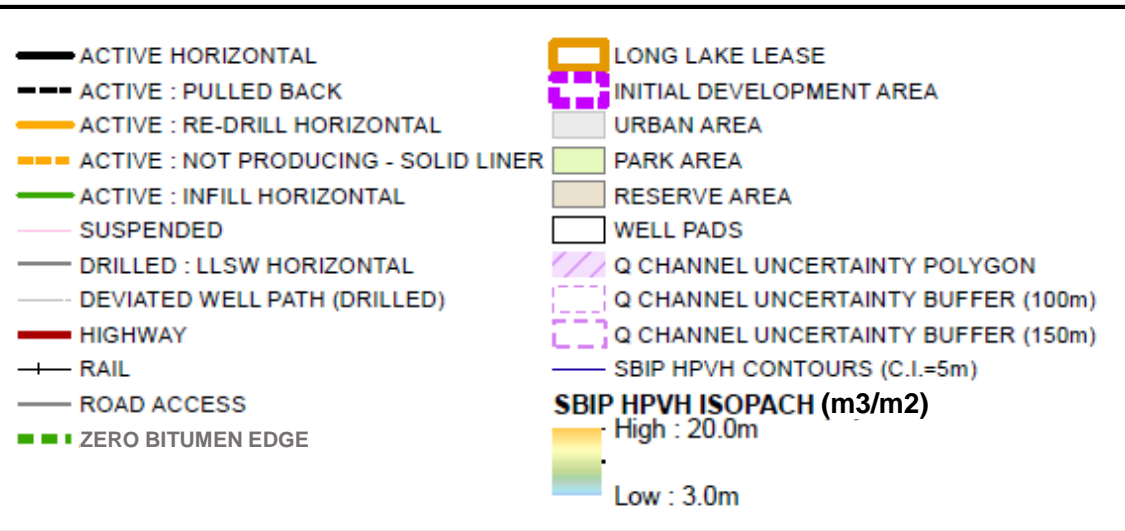 ACTIVE HORIZONTAL
ACTIVE : PULLED BACK
ACTIVE : RE-DRILL HORIZONTAL
ACTIVE : NOT PRODUCING - SOLID LINER
ACTIVE : INFILL HORIZONTAL
SUSPENDED
DRILLED : LLSW HORIZONTAL
DEVIATED WELL PATH (DRILLED)
HIGHWAY
RAIL
ROAD ACCESS
ZERO BITUMEN EDGE
LONG LAKE LEASE
INITIAL DEVELOPMENT AREA
URBAN AREA
PARK AREA
RESERVE AREA
WELL PADS
Q CHANNEL UNCERTAINTY POLYGON
Q CHANNEL UNCERTAINTY BUFFER (100m)
Q CHANNEL UNCERTAINTY BUFFER (150m)
SBIP HPVH CONTOURS (C.I.=5m)
SBIP HPVH ISOPACH (m3/m2)
High : 20.0m
Low : 3.0m